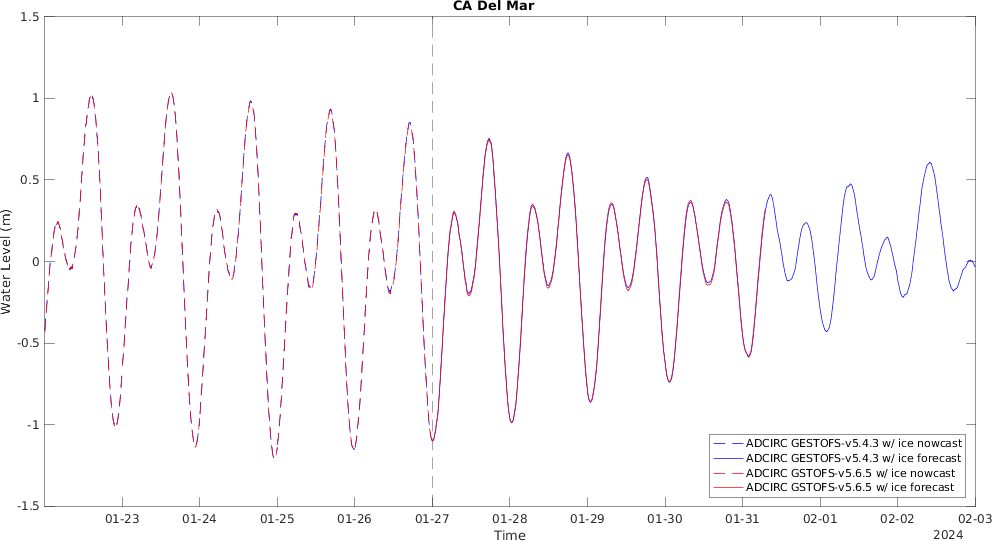 CA Del Mar
1.5
1
0.5
0
-0.5
-1
-1.5
Water Level (m)
01-23 01-24 01-25 01-26 01-27 01-28 01-29 01-30 01-31 02-01 02-02 02-03
Time
2024
ADCIRC GESTOFS-v5.4.3 w/ ice nowcast
ADCIRC GESTOFS-v5.4.3 w/ ice forecast
ADCIRC GSTOFS-v5.6.5 w/ ice nowcast
ADCIRC GSTOFS-v5.6.5 w/ ice forecast